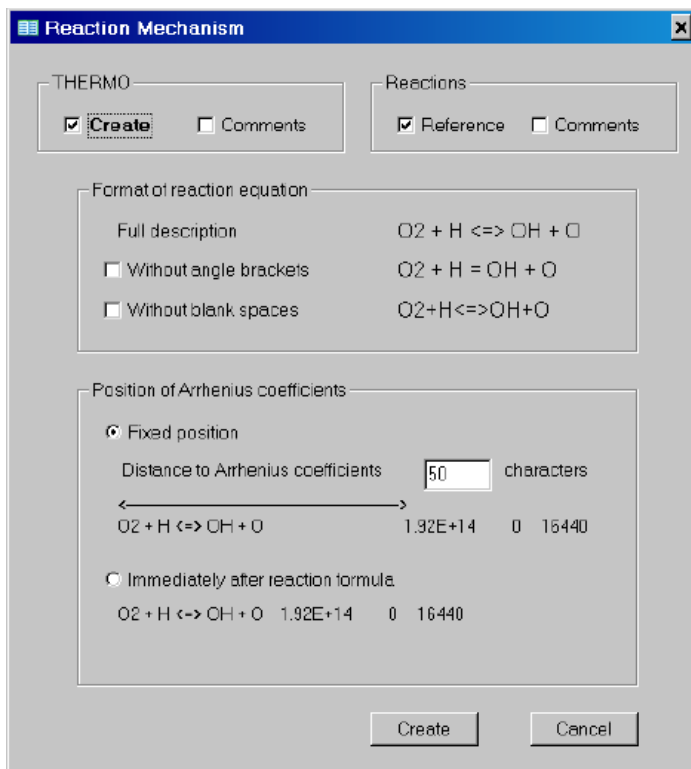 Reaction Mechanism
THERMO
Create
Comments
Reactions
Reference
Comments
Format of reaction equation
Full description O2 + H <=> OH + O
Without angle brackets O2 + H = OH + O
Without blank spaces O2+H<=>OH+O
Position of Arrhenius coefficients
Fixed position
Distance to Arrhenius coefficients 50 characters
O2 + H <=> OH + O 1.92E+14 0 16440
Immediately after reaction formula
O2 + H <=> OH + O 1.92E+14 0 16440
Create Cancel